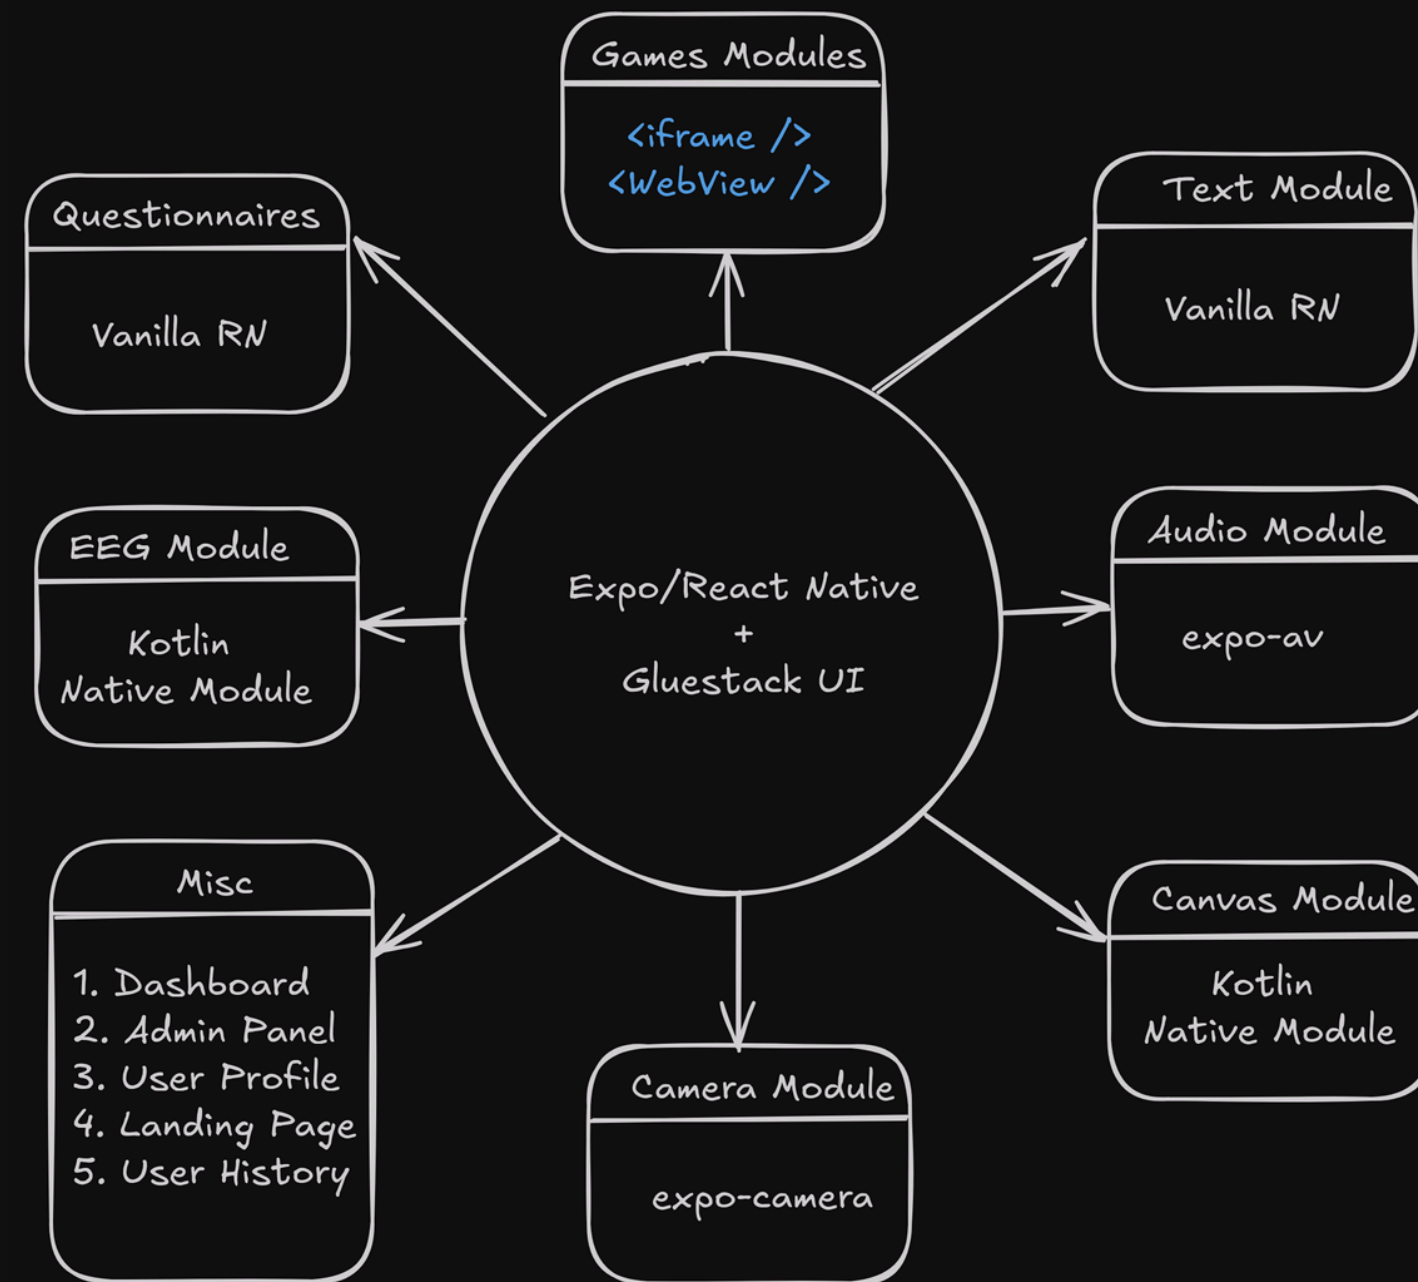 Games Modules
<iframe />
<WebView />
Questionnaires
Vanilla RN
Text Module
Vanilla RN
EEG Module
Kotlin
Native Module
Expo/React Native
+
Gluestack UI
Audio Module
expo-av
Misc
1. Dashboard
2. Admin Panel
3. User Profile
4. Landing Page
5. User History
Camera Module
expo-camera
Canvas Module
Kotlin
Native Module